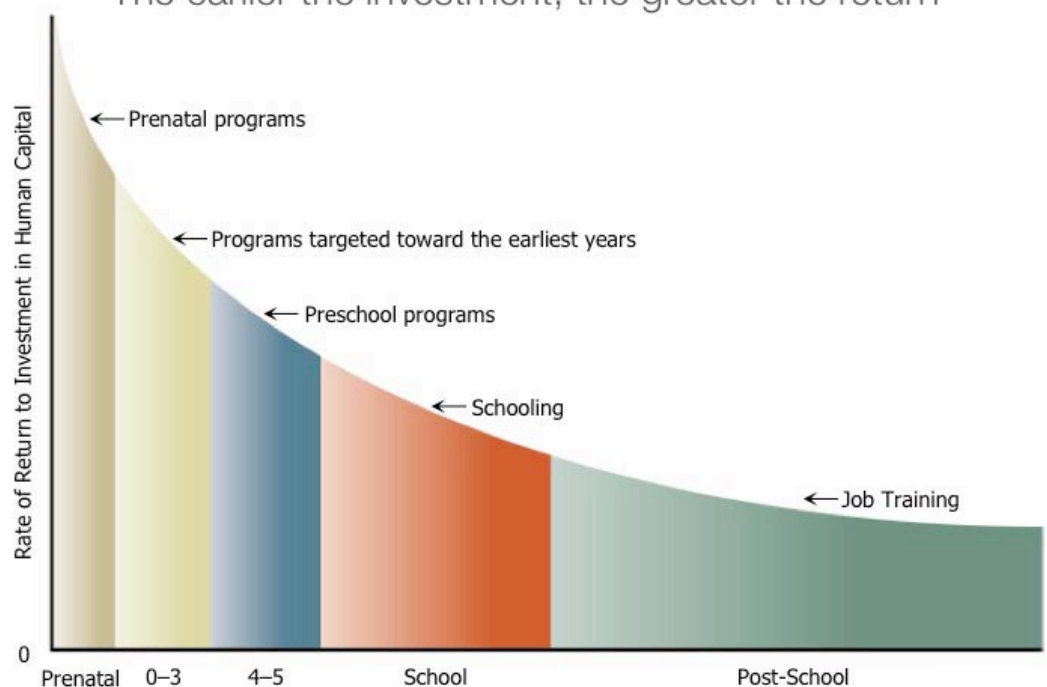 The earlier the investment, the greater the return
Rate of Return to Investment in Human Capital
Prenatal programs
Programs targeted toward the earliest years
Preschool programs
Schooling
Job Training
0
Prenatal 0–3 4–5 School Post-School